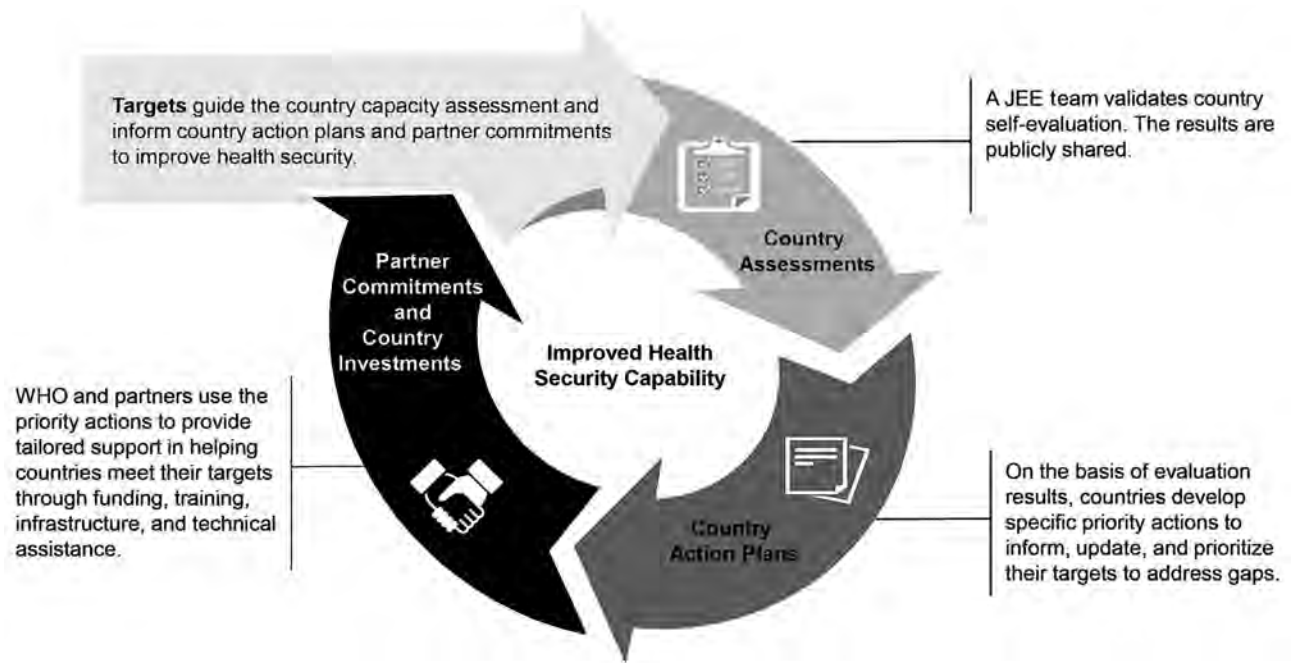 Targets guide the country capacity assessment and
inform country action plans and partner commitments
to improve health security.
A JEE team validates country
self-evaluation. The results are
publicly shared.
Country
Assessments
Partner
Commitments
and
Country
Investments
Improved Health
Security Capability
WHO and partners use the
priority actions to provide
tailored support in helping
countries meet their targets
through funding, training,
infrastructure, and technical
assistance.
Country
Action Plans
On the basis of evaluation
results, countries develop
specific priority actions to
inform, update, and prioritize
their targets to address gaps.